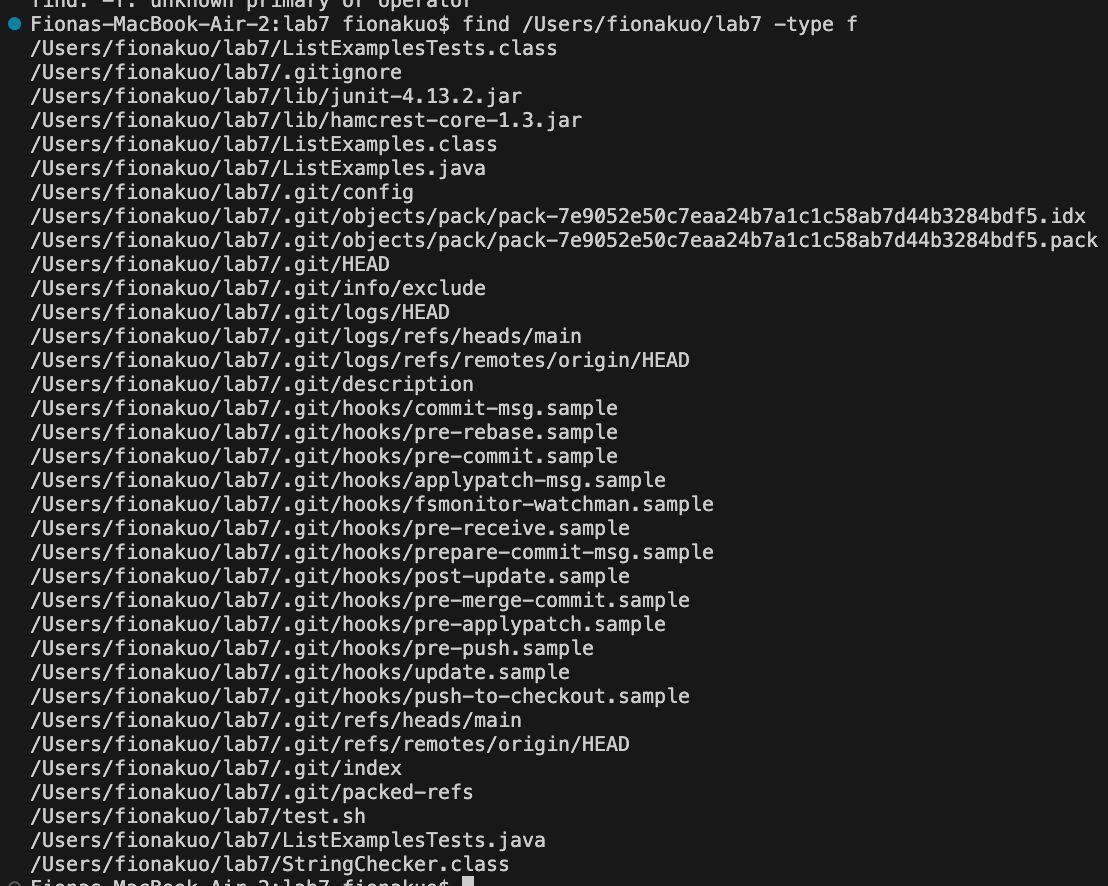 find: -f: unknown primary or operator
Fionas-MacBook-Air-2:lab7 fionakuo$ find /Users/fionakuo/lab7 -type f
/Users/fionakuo/lab7/ListExamplesTests.class
/Users/fionakuo/lab7/.gitignore
/Users/fionakuo/lab7/lib/junit-4.13.2.jar
/Users/fionakuo/lab7/lib/hamcrest-core-1.3.jar
/Users/fionakuo/lab7/ListExamples.class
/Users/fionakuo/lab7/ListExamples.java
/Users/fionakuo/lab7/.git/config
/Users/fionakuo/lab7/.git/objects/pack/pack-7e9052e50c7eaa24b7a1c1c58ab7d44b3284bdf5.idx
/Users/fionakuo/lab7/.git/objects/pack/pack-7e9052e50c7eaa24b7a1c1c58ab7d44b3284bdf5.pack
/Users/fionakuo/lab7/.git/HEAD
/Users/fionakuo/lab7/.git/info/exclude
/Users/fionakuo/lab7/.git/logs/HEAD
/Users/fionakuo/lab7/.git/logs/refs/heads/main
/Users/fionakuo/lab7/.git/logs/refs/remotes/origin/HEAD
/Users/fionakuo/lab7/.git/description
/Users/fionakuo/lab7/.git/hooks/commit-msg.sample
/Users/fionakuo/lab7/.git/hooks/pre-rebase.sample
/Users/fionakuo/lab7/.git/hooks/pre-commit.sample
/Users/fionakuo/lab7/.git/hooks/applypatch-msg.sample
/Users/fionakuo/lab7/.git/hooks/fsmonitor-watchman.sample
/Users/fionakuo/lab7/.git/hooks/pre-receive.sample
/Users/fionakuo/lab7/.git/hooks/prepare-commit-msg.sample
/Users/fionakuo/lab7/.git/hooks/post-update.sample
/Users/fionakuo/lab7/.git/hooks/pre-merge-commit.sample
/Users/fionakuo/lab7/.git/hooks/pre-applypatch.sample
/Users/fionakuo/lab7/.git/hooks/pre-push.sample
/Users/fionakuo/lab7/.git/hooks/update.sample
/Users/fionakuo/lab7/.git/hooks/push-to-checkout.sample
/Users/fionakuo/lab7/.git/refs/heads/main
/Users/fionakuo/lab7/.git/refs/remotes/origin/HEAD
/Users/fionakuo/lab7/.git/index
/Users/fionakuo/lab7/.git/packed-refs
/Users/fionakuo/lab7/test.sh
/Users/fionakuo/lab7/ListExamplesTests.java
/Users/fionakuo/lab7/StringChecker.class
Fionas-MacBook-Air-2:lab7 fionakuo$